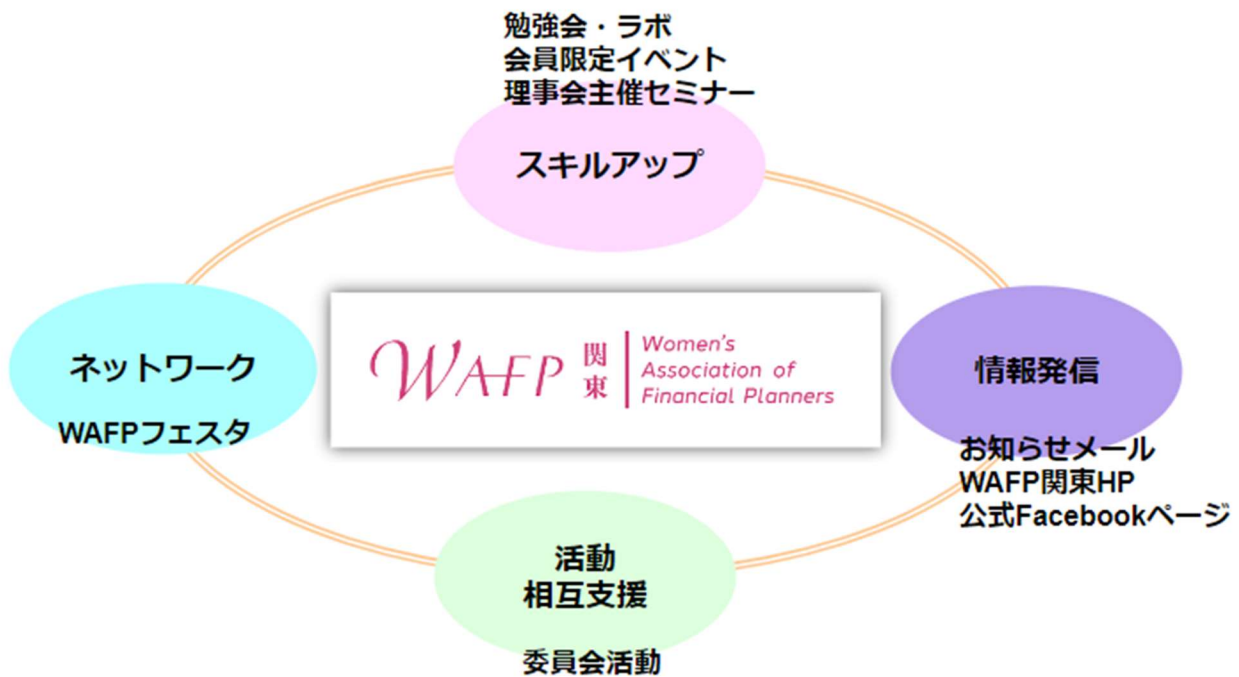 勉強会・ラボ
会員限定イベント
理事会主催セミナー
スキルアップ
ネットワーク
WAFPフェスタ
WAFP 関東
Women's
Association of
Financial Planners
情報発信
お知らせメール
WAFP関東HP
公式Facebookページ
活動
相互支援
委員会活動